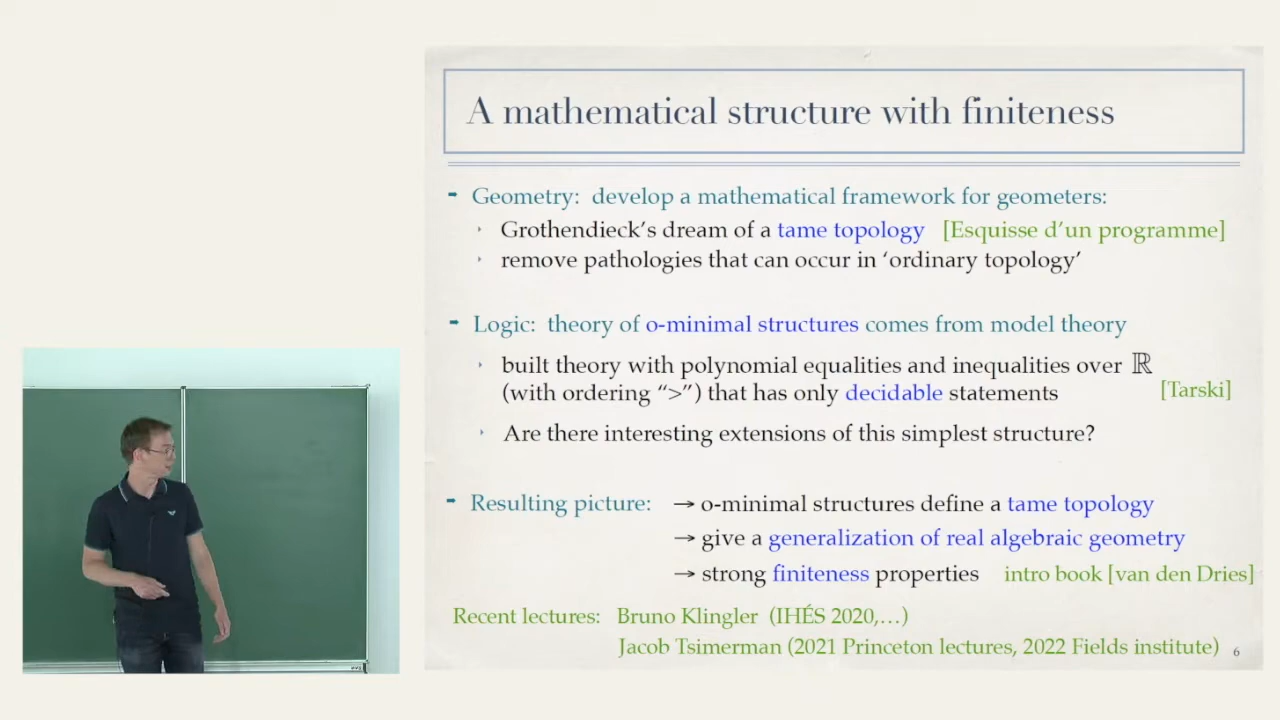 A mathematical structure with finiteness
Geometry: develop a mathematical framework for geometers:
Grothendieck's dream of a tame topology [Esquisse d'un programme]
remove pathologies that can occur in 'ordinary topology'
Logic: theory of o-minimal structures comes from model theory
built theory with polynomial equalities and inequalities over ℝ
(with ordering “>”) that has only decidable statements [Tarski]
Are there interesting extensions of this simplest structure?
Resulting picture: → o-minimal structures define a tame topology
→ give a generalization of real algebraic geometry
→ strong finiteness properties intro book [van den Dries]
Recent lectures: Bruno Klingler (IHÉS 2020,…)
Jacob Tsimerman (2021 Princeton lectures, 2022 Fields institute) 6